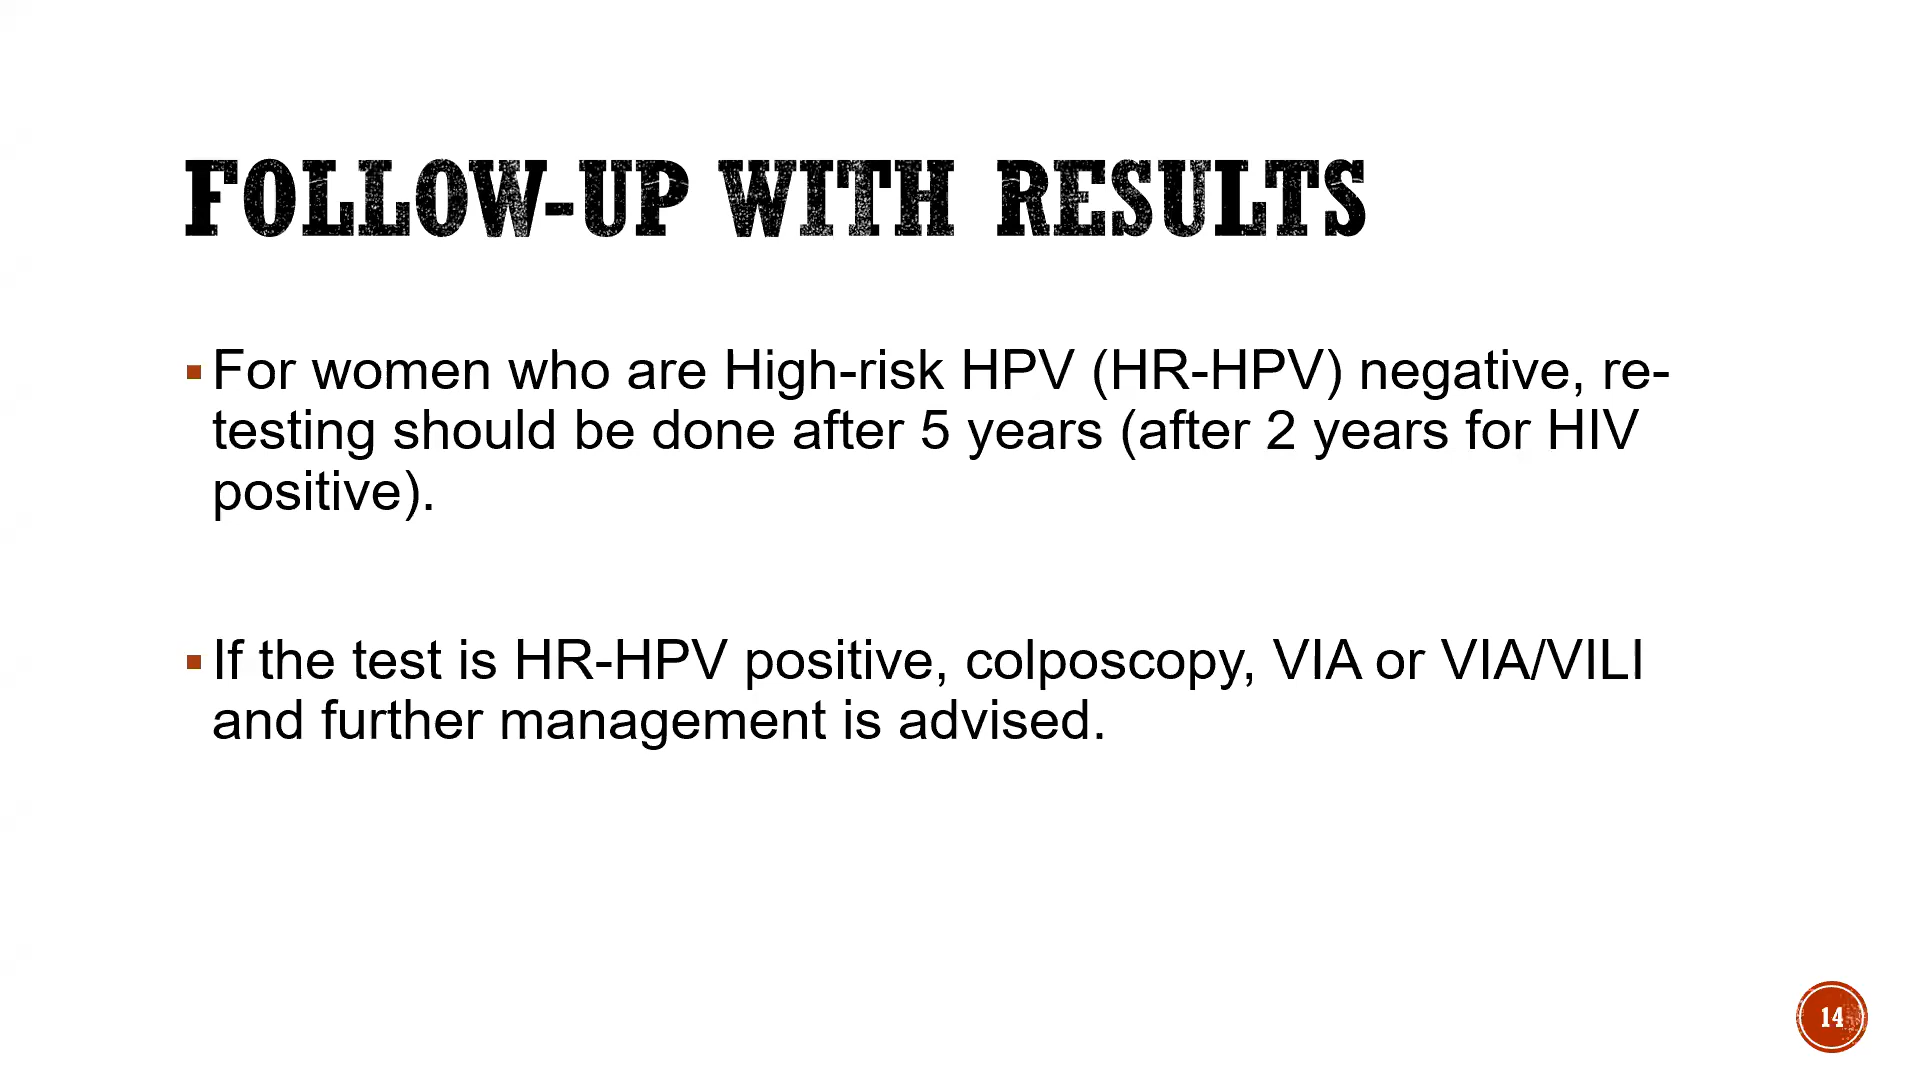 FOLLOW-UP WITH RESULTS
▪ For women who are High-risk HPV (HR-HPV) negative, re-
testing should be done after 5 years (after 2 years for HIV
positive).
▪ If the test is HR-HPV positive, colposcopy, VIA or VIA/VILI
and further management is advised.
14